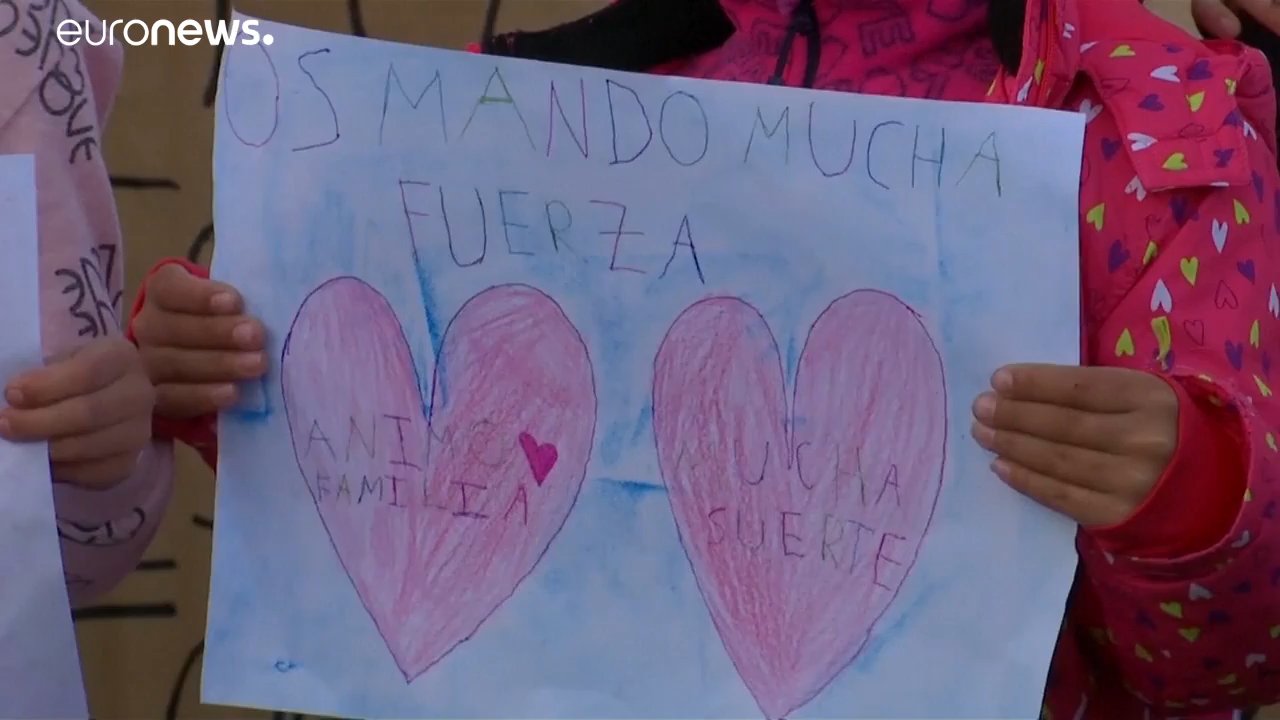 euronews.
OS MANDO MUCHA
FUERZA
ANIMO
FAMILIA
MUCHA
SUERTE